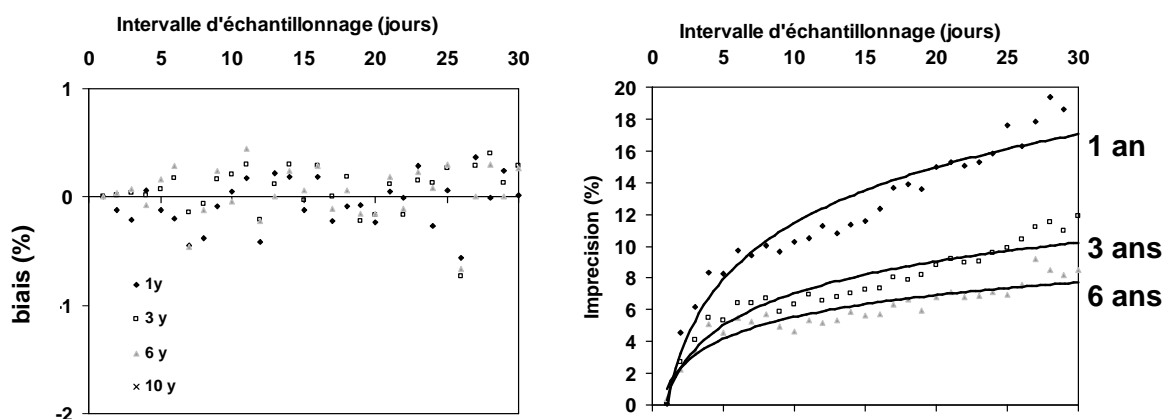 Intervalle d'échantillonnage (jours)
0 5 10 15 20 25 30
1
0
-1
-2
biais (%)
1y
3 y
6 y
10 y
Intervalle d'échantillonnage (jours)
0 5 10 15 20 25 30
20
18
16
14
12
10
8
6
4
2
0
Imprecision (%)
1 an
3 ans
6 ans